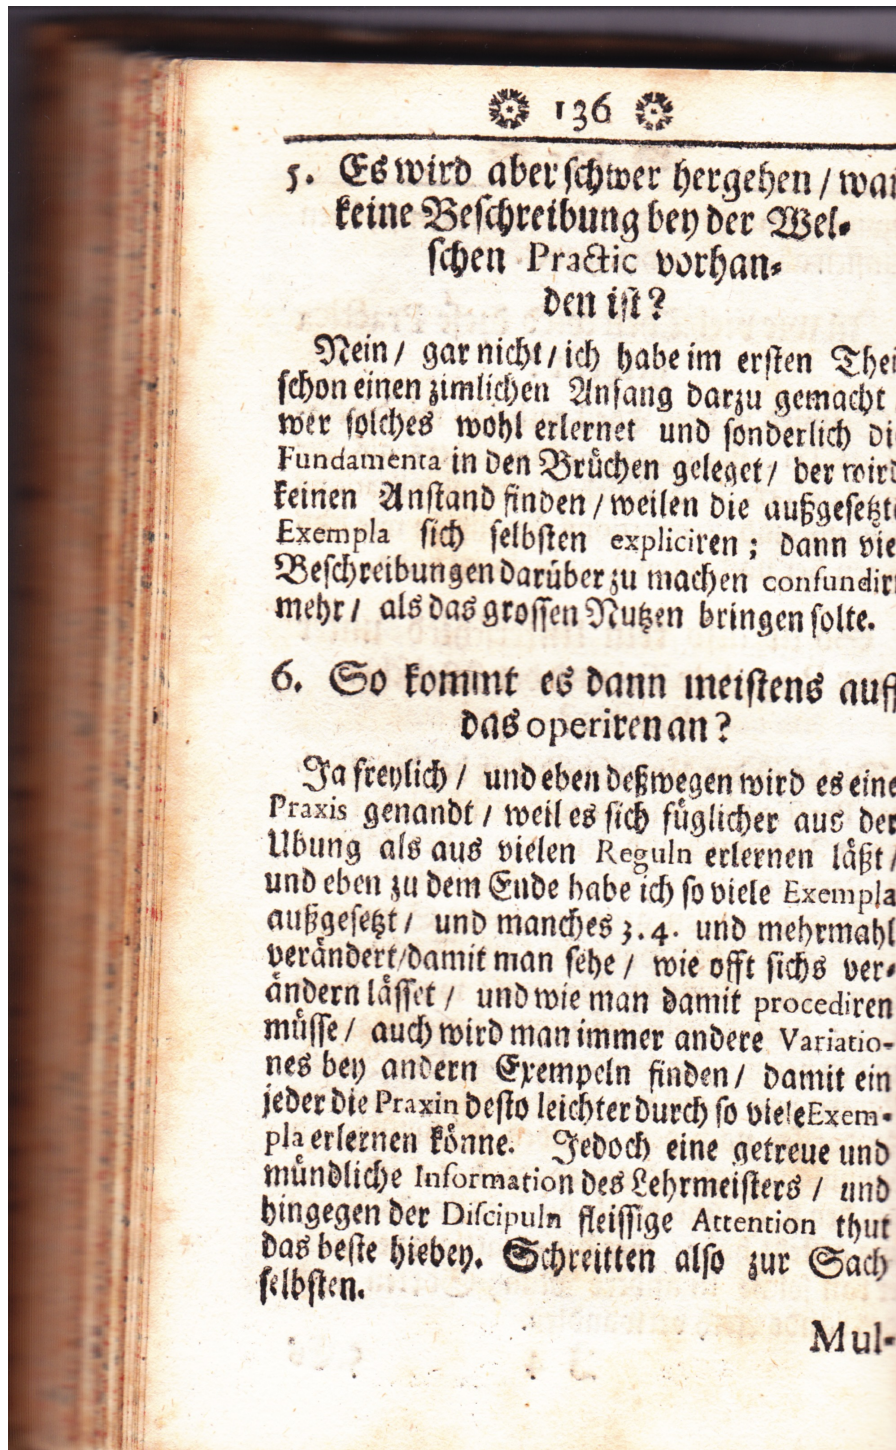 136
5. Es wird aber schwer hergehen / wan
keine Beschreibung bey der Wel-
schen Practic vorhan-
den ist?
Nein / gar nicht / ich habe im ersten Thei
schon einen zimlichen Anfang darzu gemacht
wer solches wohl erlernet und sonderlich di
Fundamenta in den Brüchen geleget / der wird
keinen Anstand finden / weilen die außgesetzte
Exempla sich selbsten expliciren ; dann vie
Beschreibungen darüber zu machen confundir
mehr / als das grossen Nutzen bringen solte.
6. So kommt es dann meistens auff
das operiren an?
Ja freylich / und eben deßwegen wird es eine
Praxis genandt / weil es sich füglicher aus der
Ubung als aus vielen Reguln erlernen läßt /
und eben zu dem Ende habe ich so viele Exempla
außgesetzt / und manches 3. 4. und mehrmahl
verändert / damit man sehe / wie offt sichs ver-
ändern lässet / und wie man damit procediren
müsse / auch wird man immer andere Variatio-
nes bey andern Exempeln finden / damit ein
jeder die Praxin desto leichter durch so viele Exem-
pla erlernen könne. Jedoch eine getreue und
mündliche Information des Lehrmeisters / und
hingegen der Discipuln fleissige Attention thut
das beste hiebey. Schreitten also zur Sach
selbsten.
Mul-